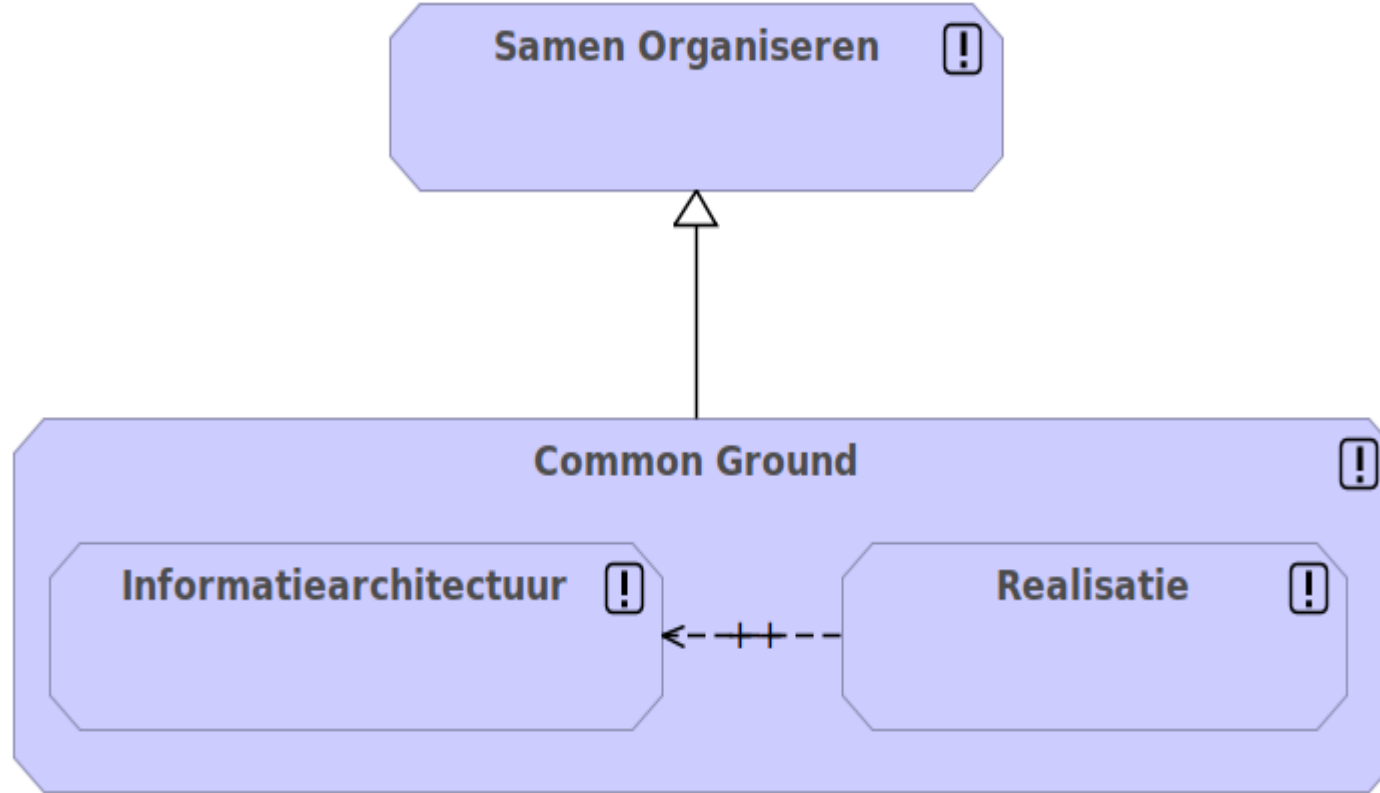 Samen Organiseren
Common Ground
Informatiearchitectuur
Realisatie
++